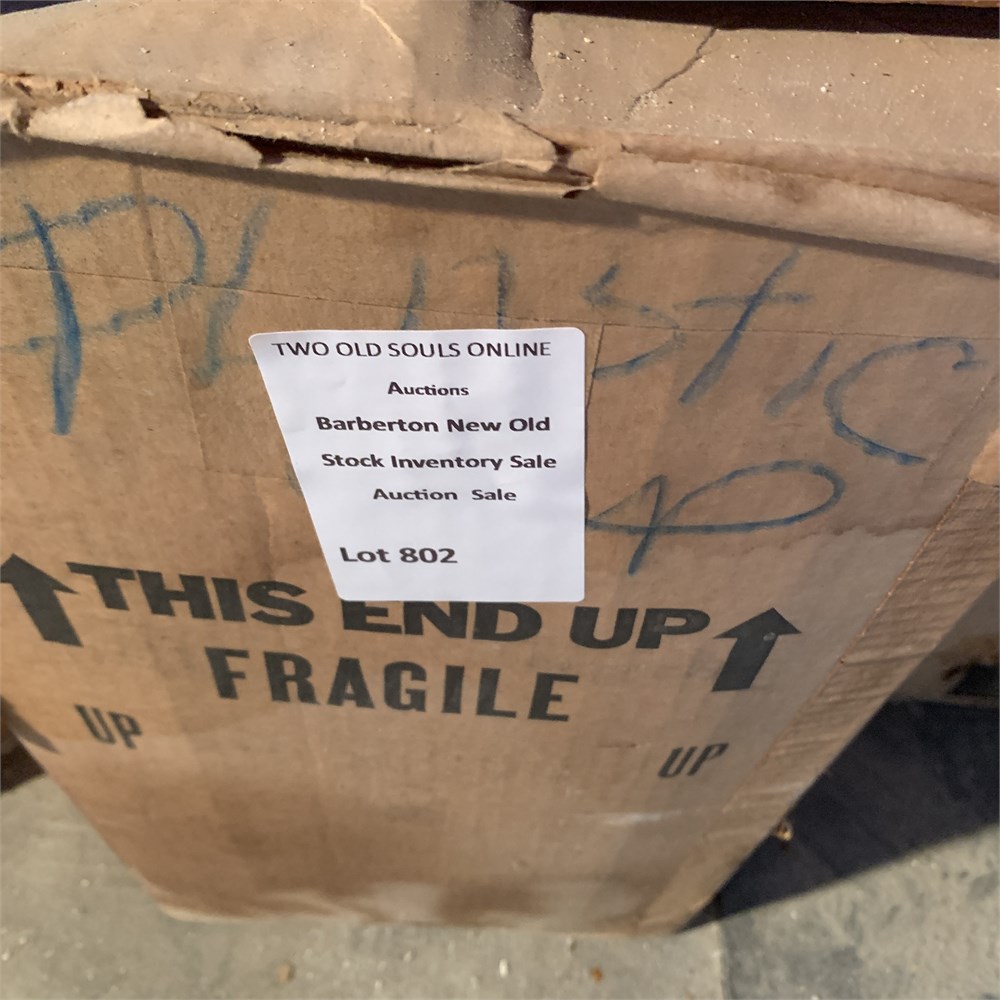 Plastic
TWO OLD SOULS ONLINE
Auctions
Barberton New Old
Stock Inventory Sale
Auction Sale
Lot 802
THIS END UP
FRAGILE
UP UP